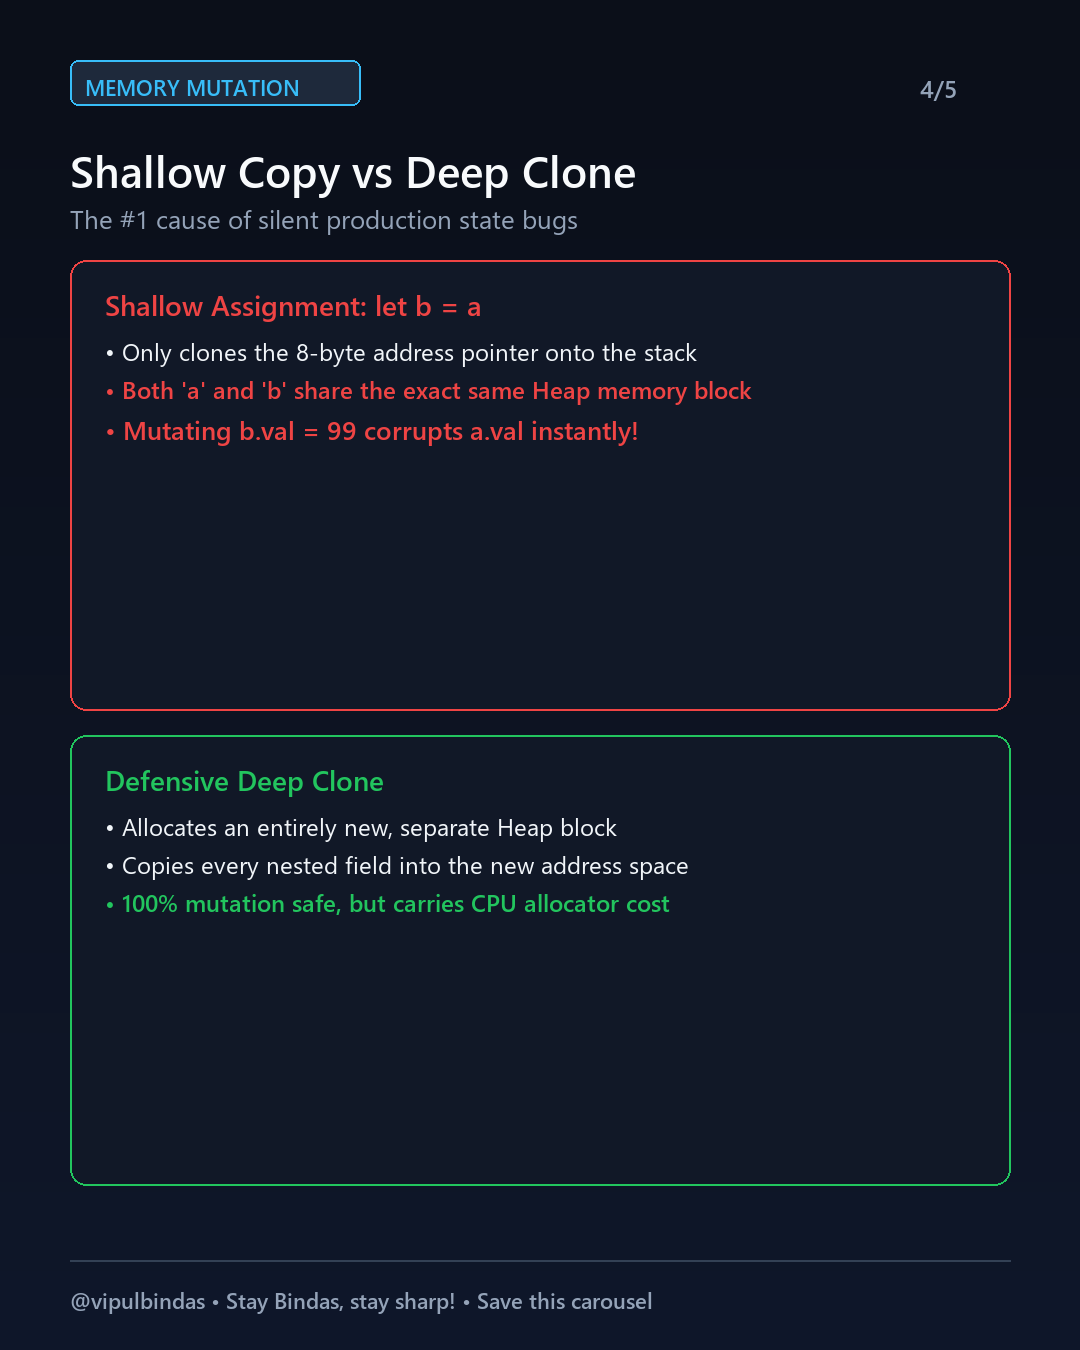 MEMORY MUTATION
4/5
Shallow Copy vs Deep Clone
The #1 cause of silent production state bugs
Shallow Assignment: let b = a
• Only clones the 8-byte address pointer onto the stack
• Both 'a' and 'b' share the exact same Heap memory block
• Mutating b.val = 99 corrupts a.val instantly!
Defensive Deep Clone
• Allocates an entirely new, separate Heap block
• Copies every nested field into the new address space
• 100% mutation safe, but carries CPU allocator cost
@vipulbindas • Stay Bindas, stay sharp! • Save this carousel